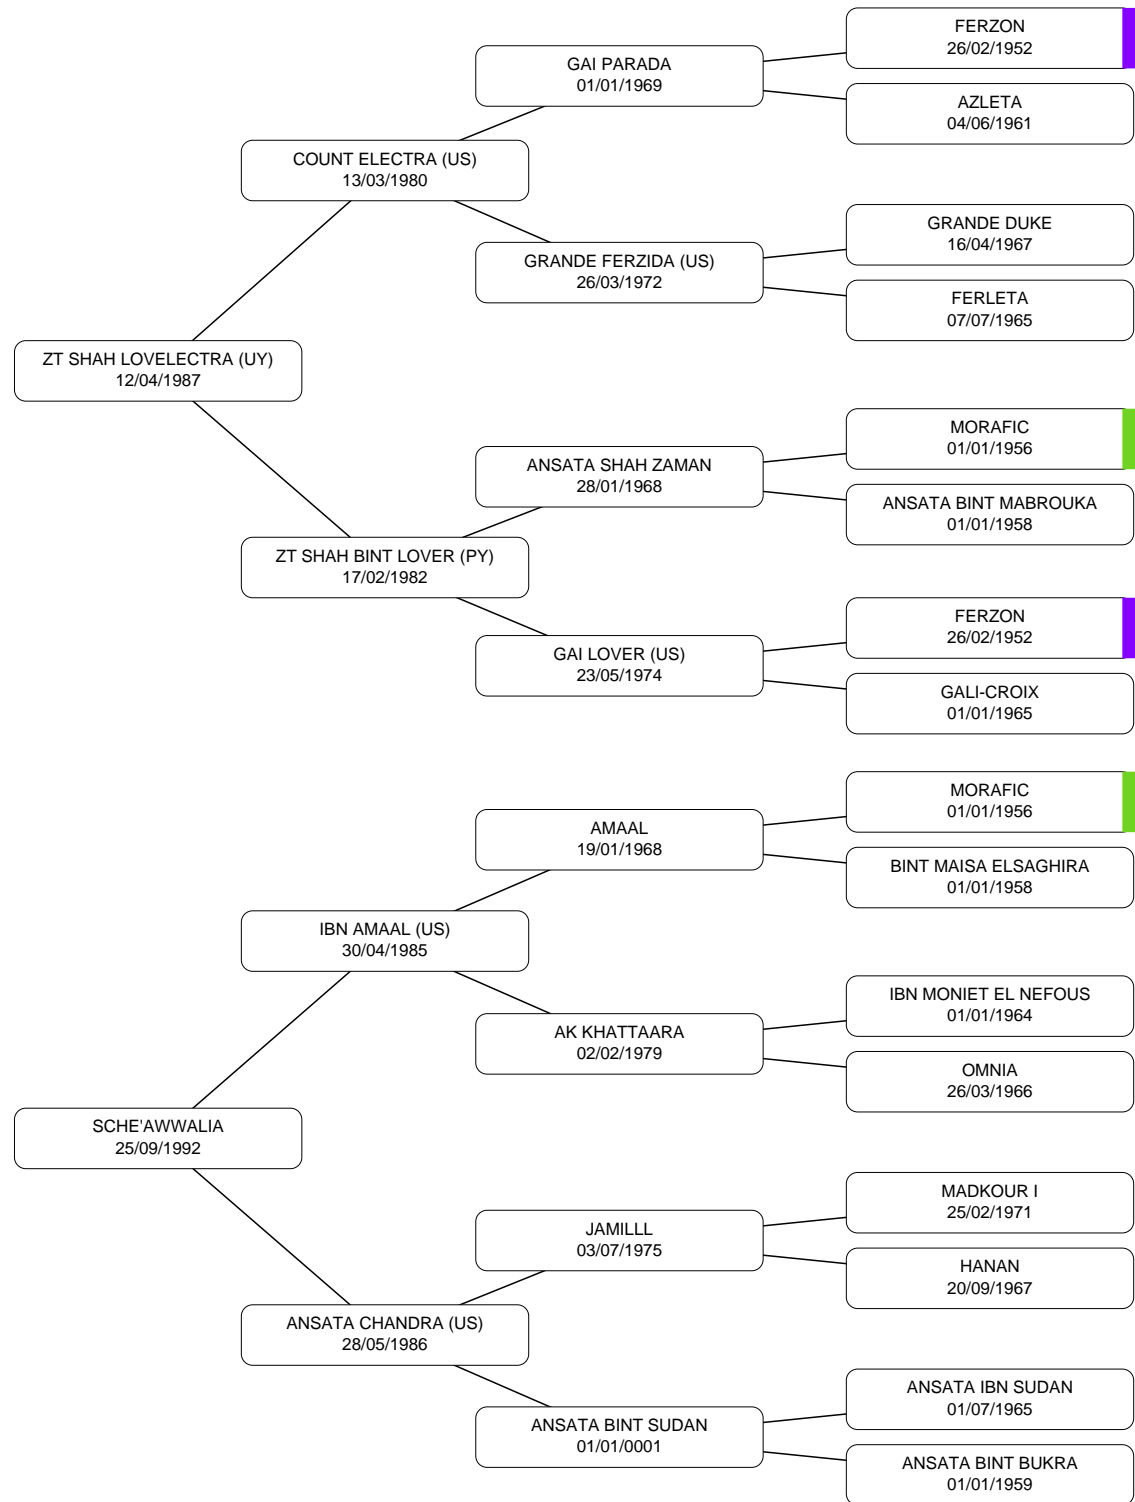 FERZON
26/02/1952
GAI PARADA
01/01/1969
AZLETA
04/06/1961
COUNT ELECTRA (US)
13/03/1980
GRANDE DUKE
16/04/1967
GRANDE FERZIDA (US)
26/03/1972
FERLETA
07/07/1965
ZT SHAH LOVELECTRA (UY)
12/04/1987
MORAFIC
01/01/1956
ANSATA SHAH ZAMAN
28/01/1968
ANSATA BINT MABROUKA
01/01/1958
ZT SHAH BINT LOVER (PY)
17/02/1982
FERZON
26/02/1952
GAI LOVER (US)
23/05/1974
GALI-CROIX
01/01/1965
MORAFIC
01/01/1956
AMAAL
19/01/1968
BINT MAISA ELSAGHIRA
01/01/1958
IBN AMAAL (US)
30/04/1985
IBN MONIET EL NEFOUS
01/01/1964
AK KHATTAARA
02/02/1979
OMNIA
26/03/1966
SCHE'AWWALIA
25/09/1992
MADKOUR I
25/02/1971
JAMILLL
03/07/1975
HANAN
20/09/1967
ANSATA CHANDRA (US)
28/05/1986
ANSATA IBN SUDAN
01/07/1965
ANSATA BINT SUDAN
01/01/0001
ANSATA BINT BUKRA
01/01/1959